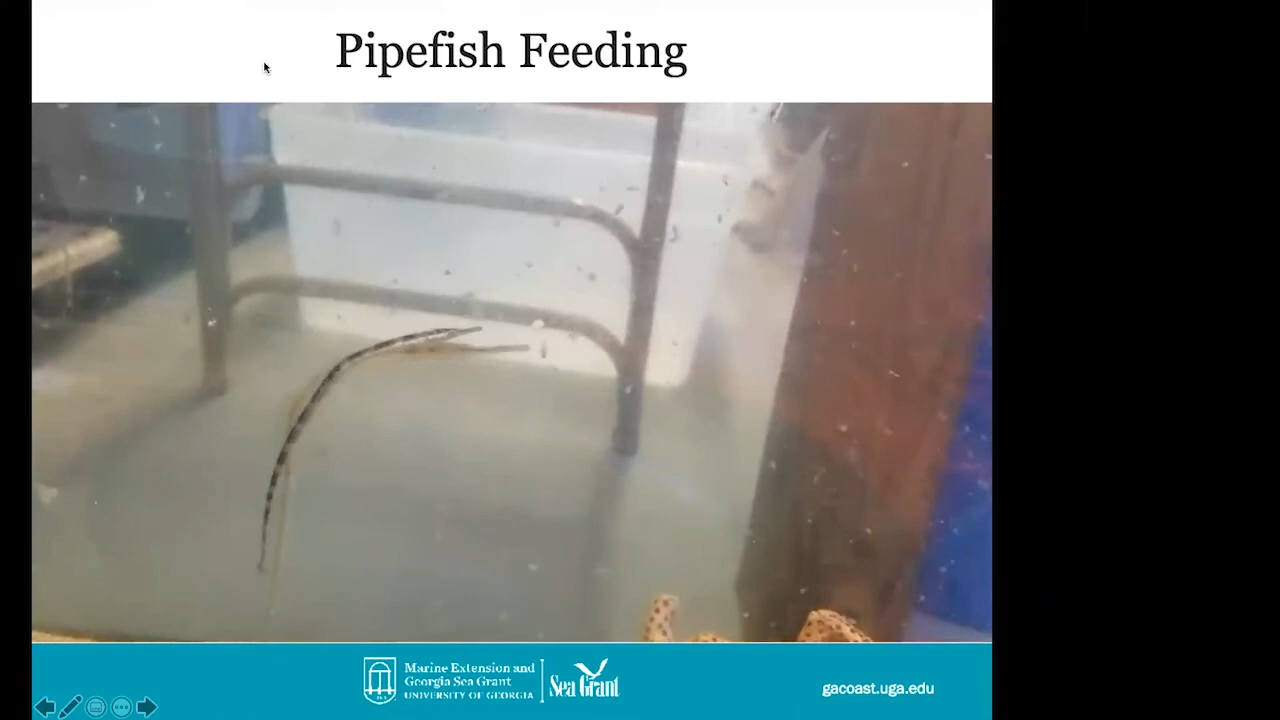 Pipefish Feeding
Marine Extension and
Georgia Sea Grant
UNIVERSITY OF GEORGIA
Sea Grant
gacoast.uga.edu